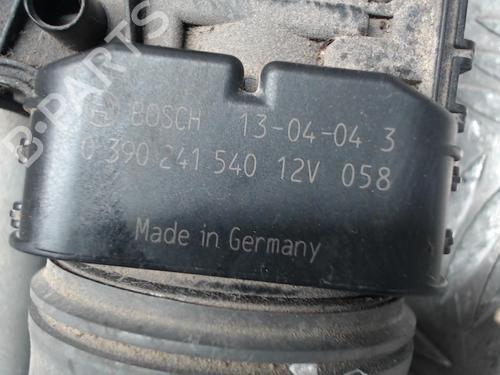 BOSCH 13-04-04 3
0 390 241 540 12V 058
Made in Germany
B-PARTS